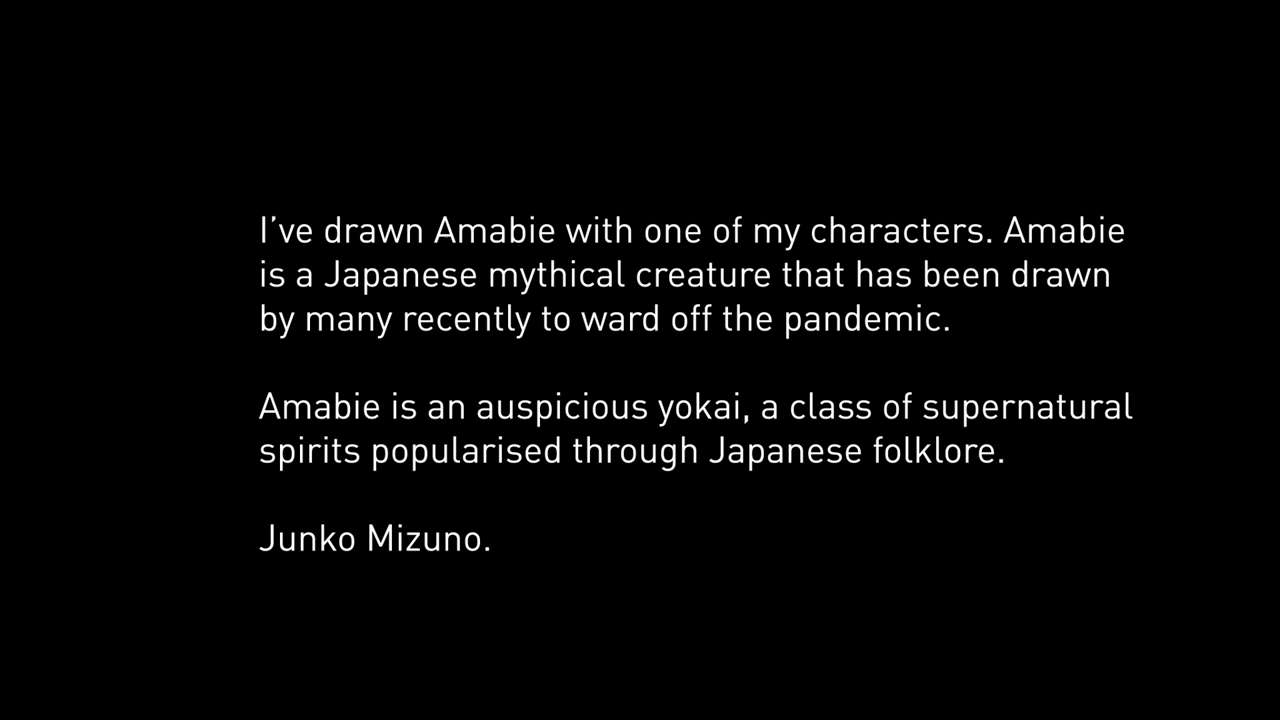 I've drawn Amabie with one of my characters. Amabie
is a Japanese mythical creature that has been drawn
by many recently to ward off the pandemic.
Amabie is an auspicious yokai, a class of supernatural
spirits popularised through Japanese folklore.
Junko Mizuno.